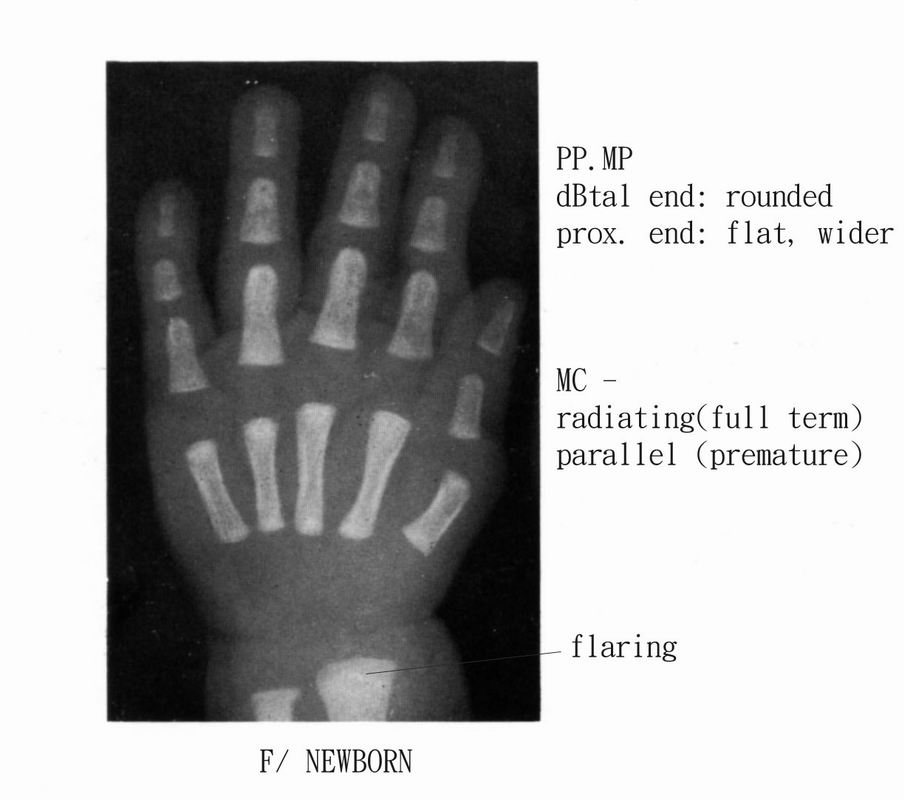 PP.MP
dBtal end: rounded
prox. end: flat, wider
MC -
radiating(full term)
parallel (premature)
flaring
F/ NEWBORN